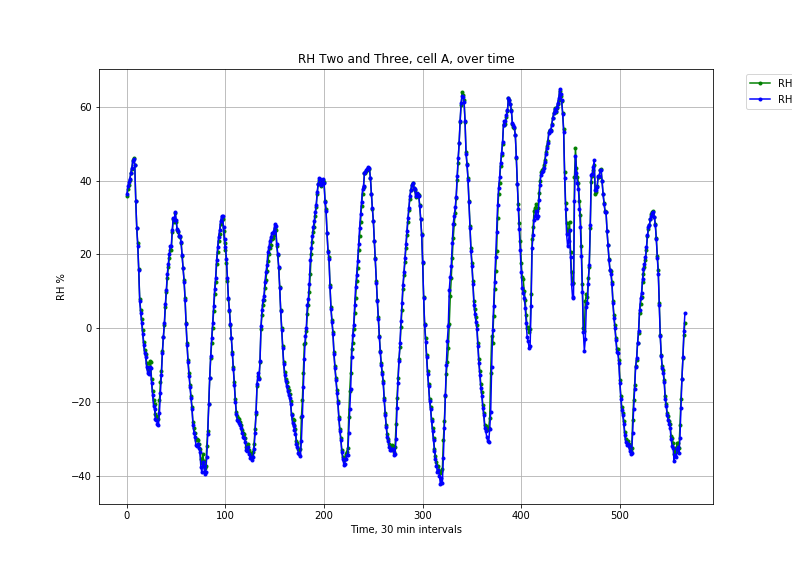 RH Two and Three, cell A, over time
RH
RH
60
40
20
0
−20
−40
RH %
0 100 200 300 400 500
Time, 30 min intervals